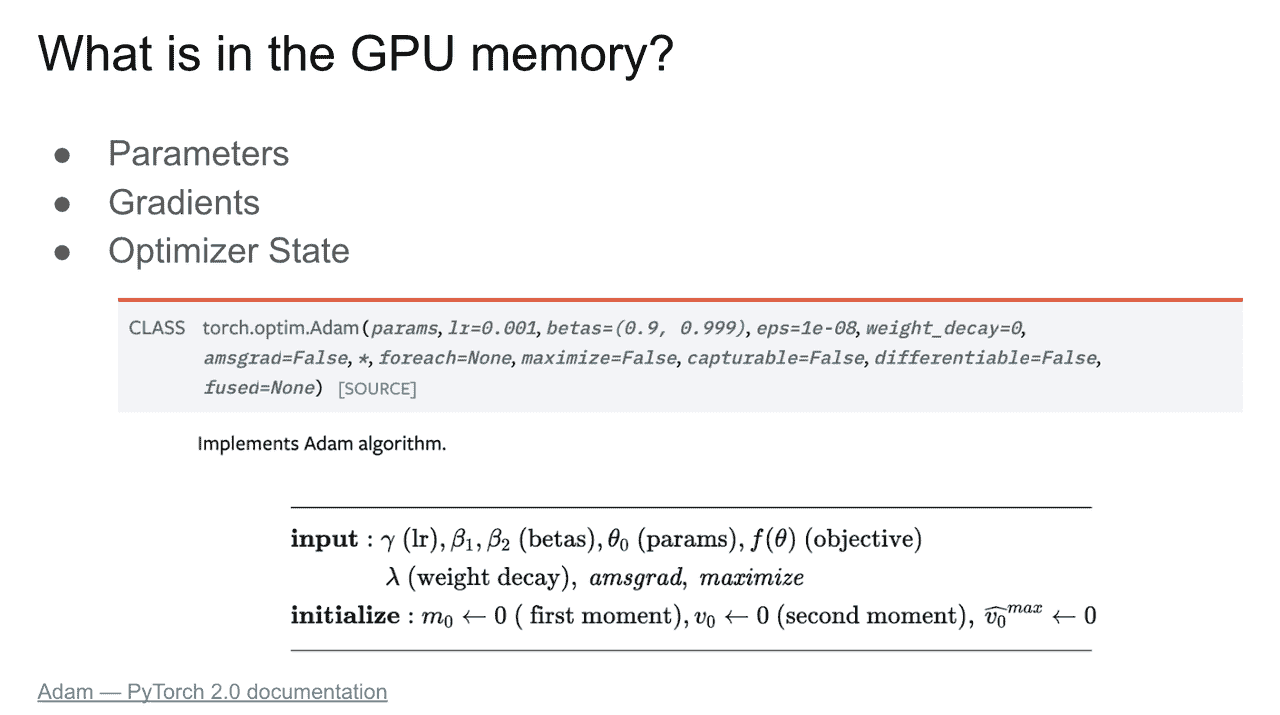 What is in the GPU memory?
● Parameters
● Gradients
● Optimizer State
CLASS torch.optim.Adam(params, lr=0.001, betas=(0.9, 0.999), eps=1e-08, weight_decay=0,
amsgrad=False, *, foreach=None, maximize=False, capturable=False, differentiable=False,
fused=None) [SOURCE]
Implements Adam algorithm.
input : γ (lr), β₁, β₂ (betas), θ₀ (params), f(θ) (objective)
λ (weight decay), amsgrad, maximize
initialize : m₀ ← 0 ( first moment), v₀ ← 0 (second moment), v̂₀ᵐᵃˣ ← 0
Adam — PyTorch 2.0 documentation